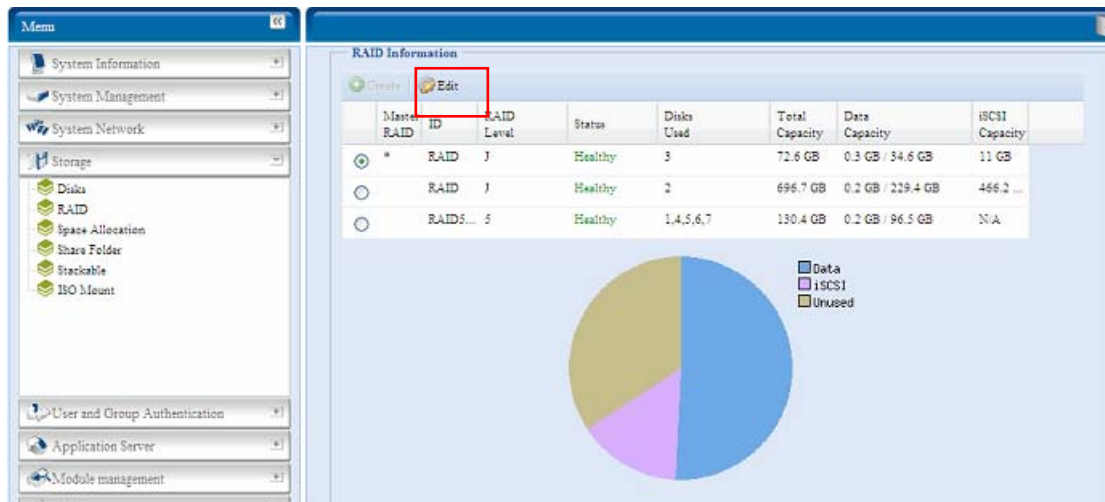 Menu
System Information
System Management
System Network
Storage
Disks
RAID
Space Allocation
Share Folder
Stackable
ISO Mount
User and Group Authentication
Application Server
Module management
RAID Information
Create Edit
Master RAID ID RAID Level Status Disks Used Total Capacity Data Capacity iSCSI Capacity
* RAID J Healthy 3 72.6 GB 0.3 GB / 34.6 GB 11 GB
RAID J Healthy 2 696.7 GB 0.2 GB / 229.4 GB 466.2 ...
RAID5... 5 Healthy 1,4,5,6,7 130.4 GB 0.2 GB / 96.5 GB N/A
Data
iSCSI
Unused